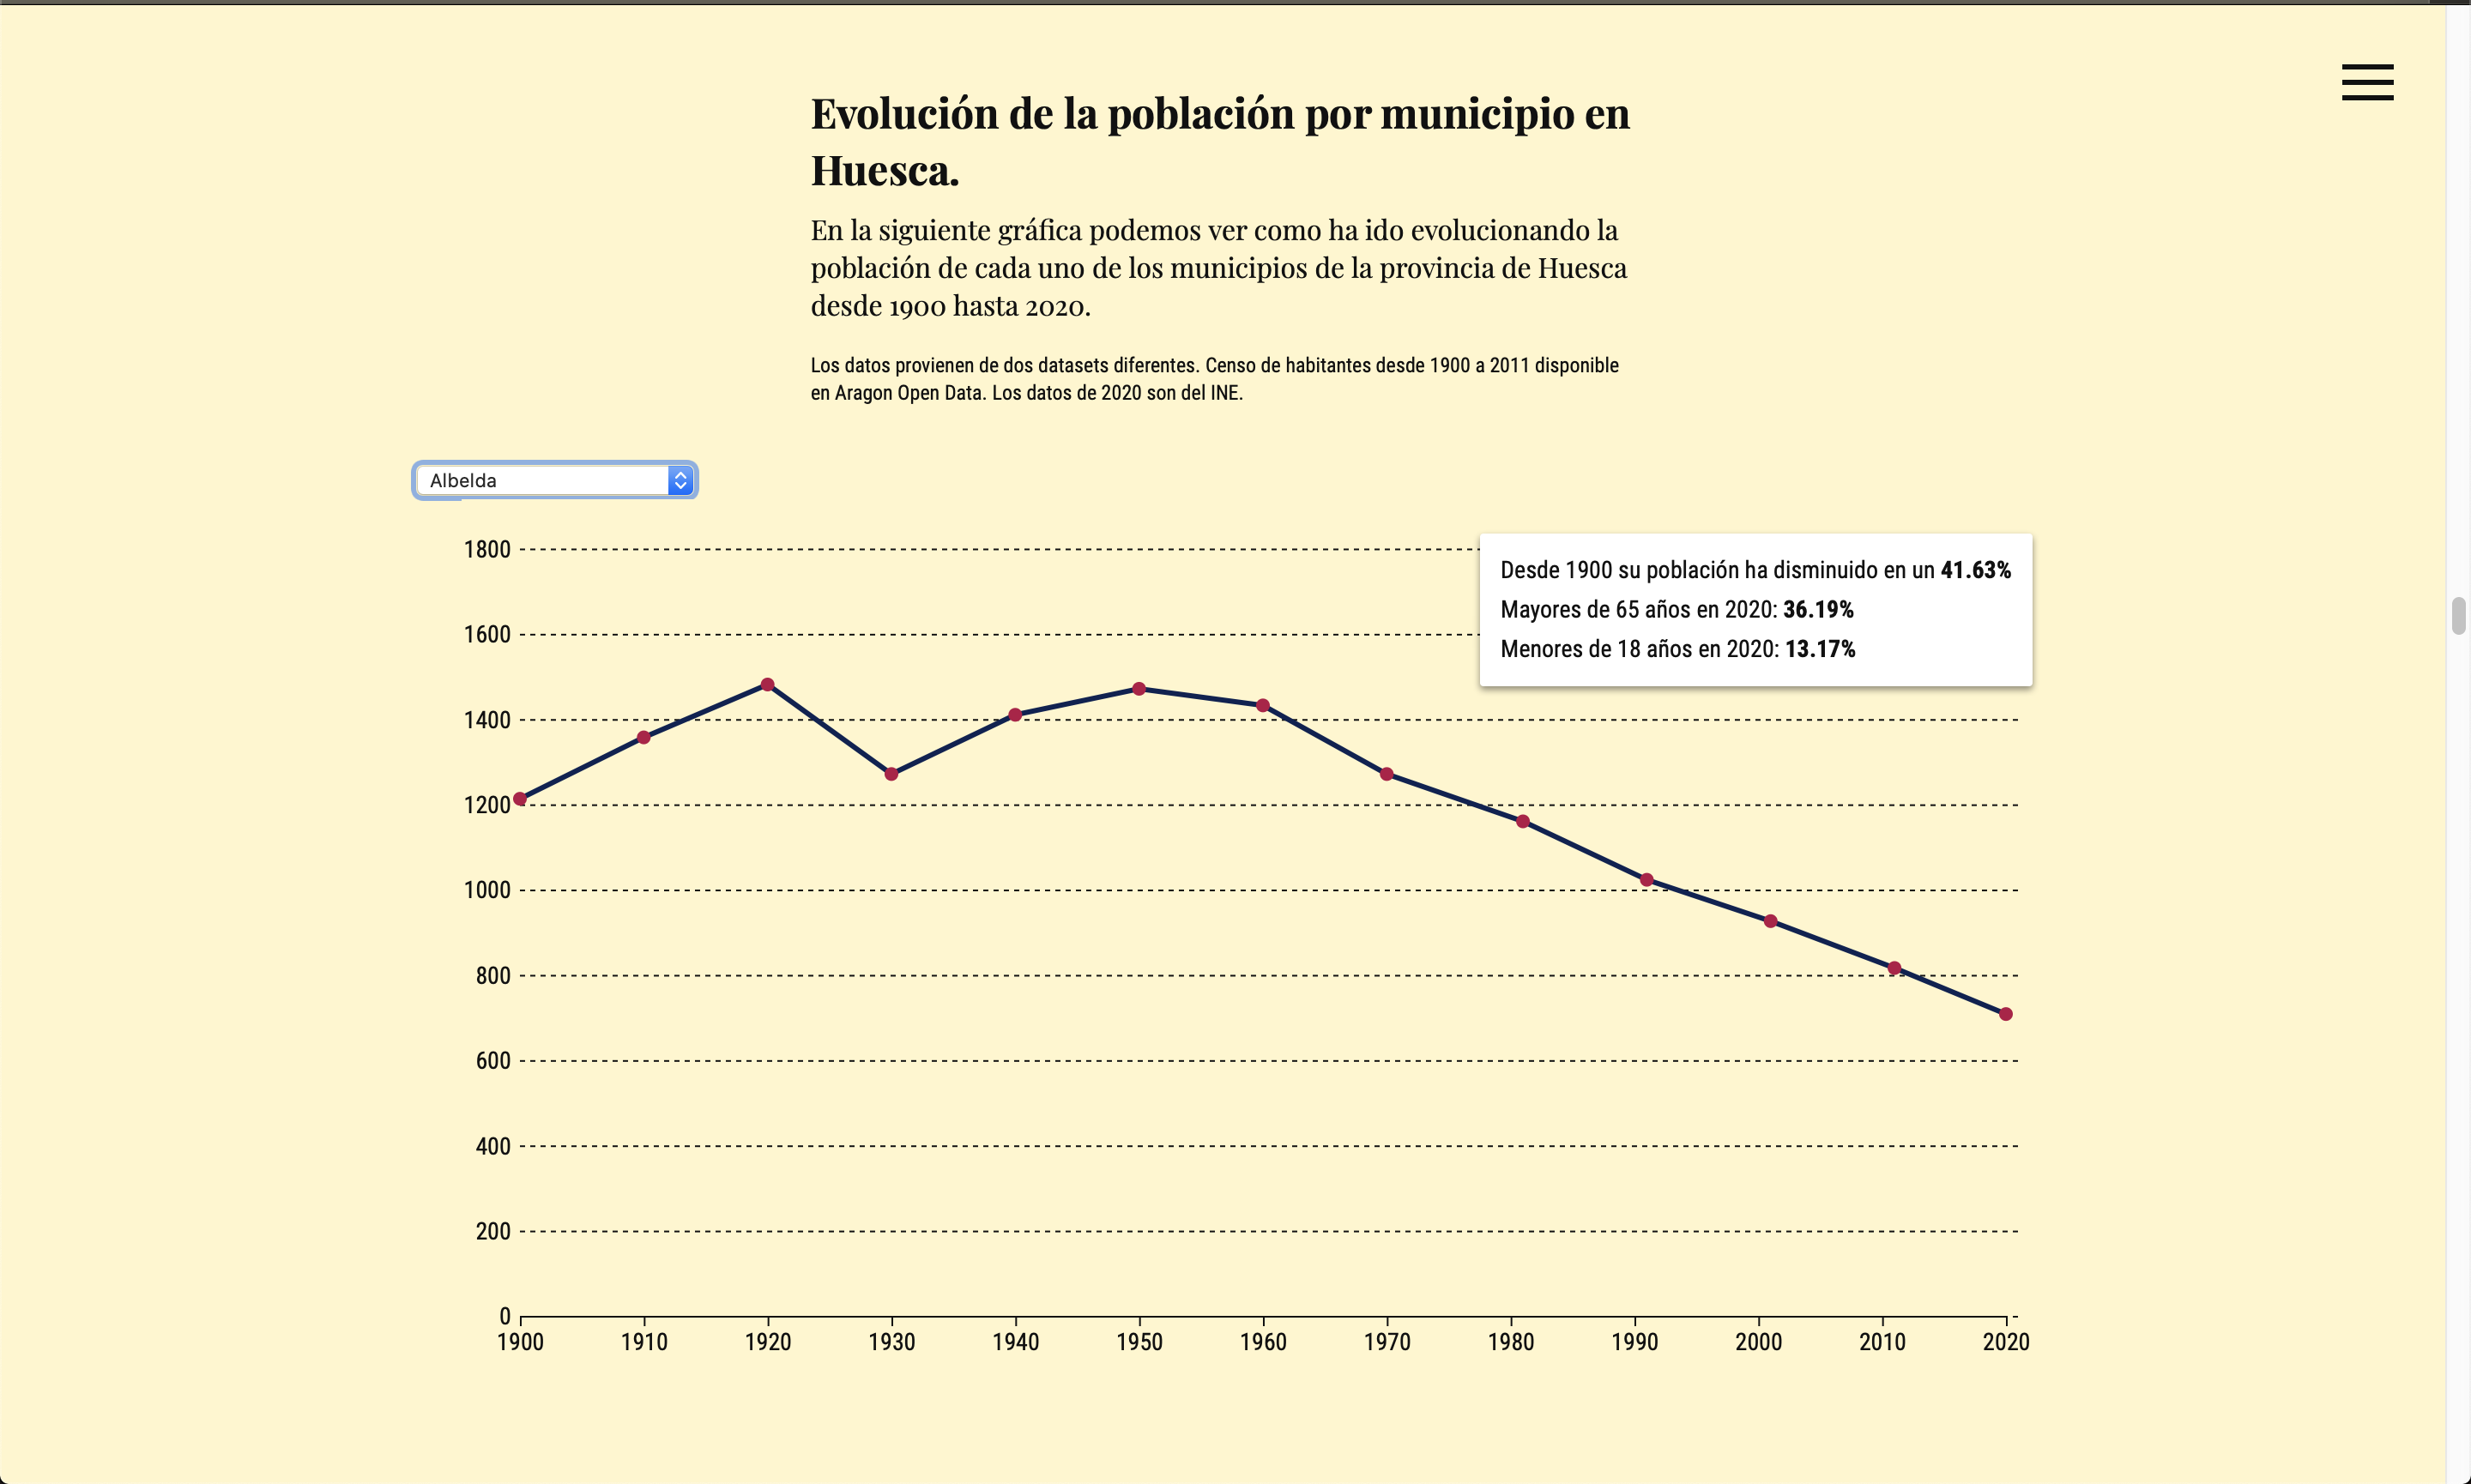 Evolución de la población por municipio en
Huesca.
En la siguiente gráfica podemos ver como ha ido evolucionando la
población de cada uno de los municipios de la provincia de Huesca
desde 1900 hasta 2020.
Los datos provienen de dos datasets diferentes. Censo de habitantes desde 1900 a 2011 disponible
en Aragon Open Data. Los datos de 2020 son del INE.
Albelda
Desde 1900 su población ha disminuido en un 41.63%
Mayores de 65 años en 2020: 36.19%
Menores de 18 años en 2020: 13.17%
1800
1600
1400
1200
1000
800
600
400
200
0
1900 1910 1920 1930 1940 1950 1960 1970 1980 1990 2000 2010 2020